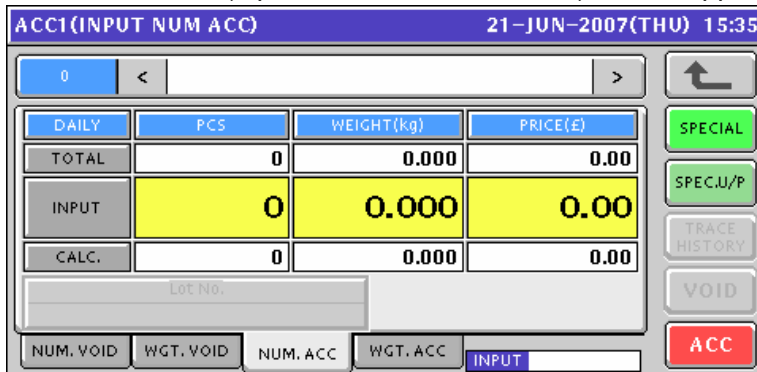 ACC1(INPUT NUM ACC) 21-JUN-2007(THU) 15:35
0 < >
DAILY PCS WEIGHT(kg) PRICE(£) SPECIAL
TOTAL 0 0.000 0.00
INPUT 0 0.000 0.00 SPEC.U/P
TRACE
HISTORY
CALC. 0 0.000 0.00
Lot No. VOID
NUM. VOID WGT. VOID NUM. ACC WGT. ACC INPUT ACC